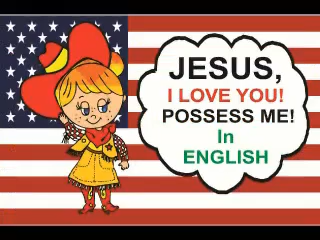 JESUS,
I LOVE YOU!
POSSESS ME!
In
ENGLISH